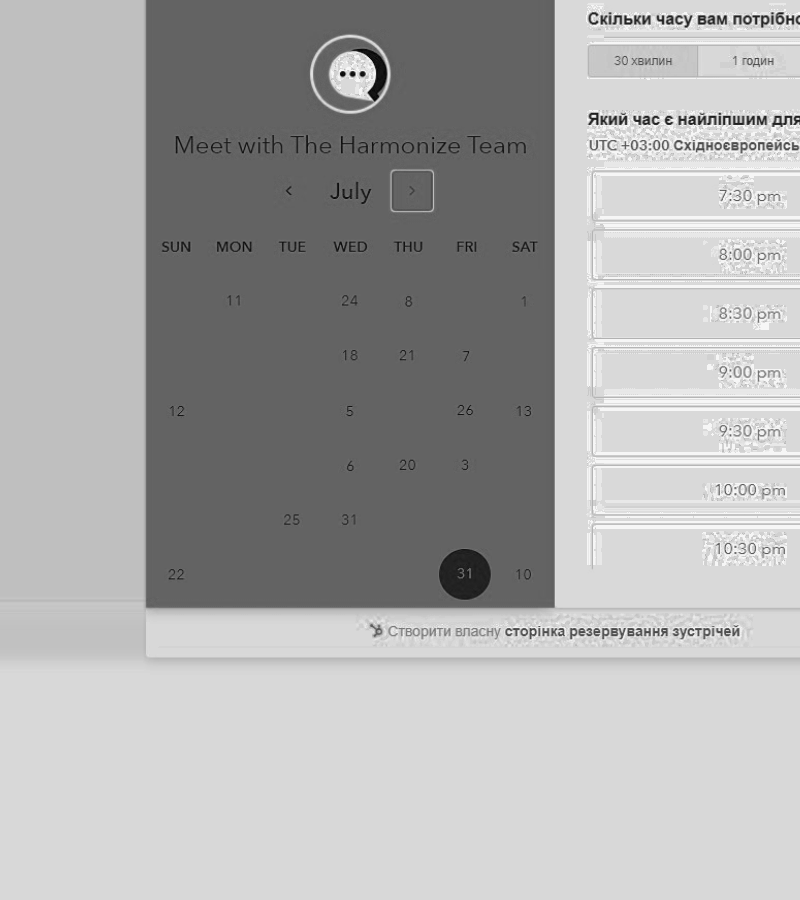 Meet with The Harmonize Team
July
SUN MON TUE WED THU FRI SAT
11 24 8 1
18 21 7
12 5 26 13
6 20 3
25 31
22 31 10
Скільки часу вам потрібно
30 хвилин 1 годин
Який час є найліпшим для
UTC +03:00 Східноєвропейсь
7:30 pm
8:00 pm
8:30 pm
9:00 pm
9:30 pm
10:00 pm
10:30 pm
Створити власну сторінка резервування зустрічей